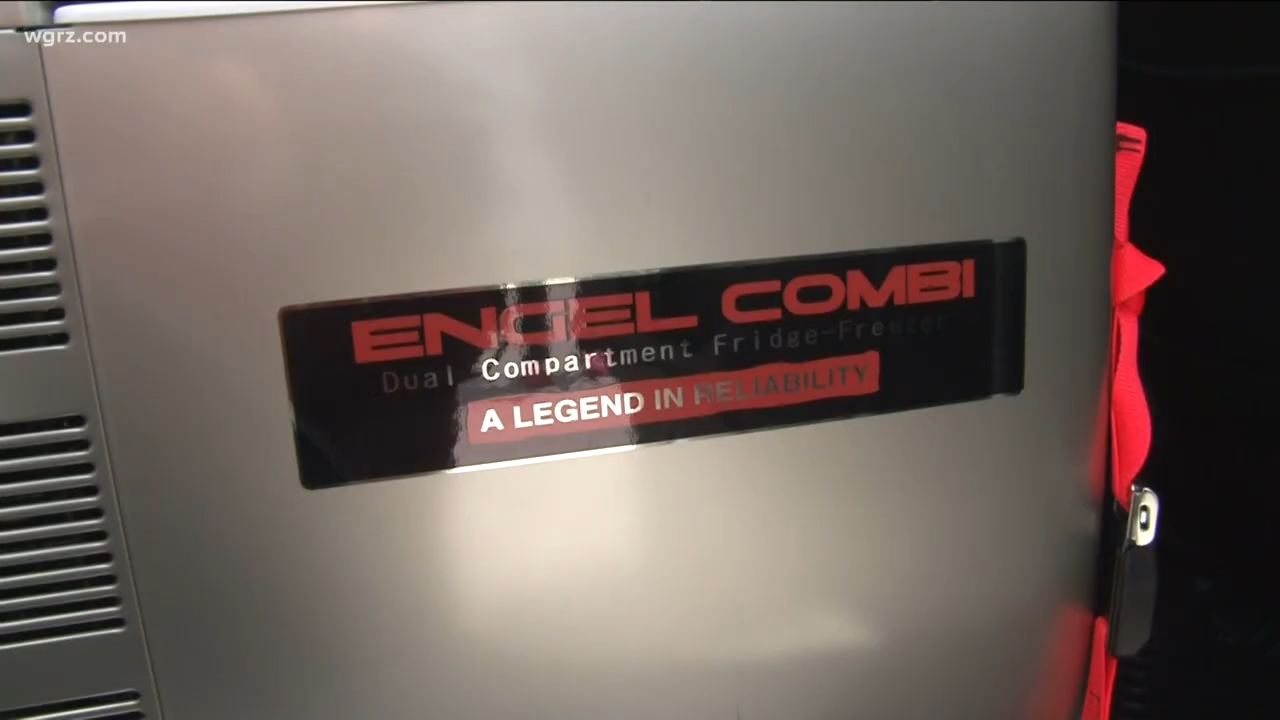 wgrz.com
ENGEL COMBI
Dual Compartment Fridge-Freezer
A LEGEND IN RELIABILITY